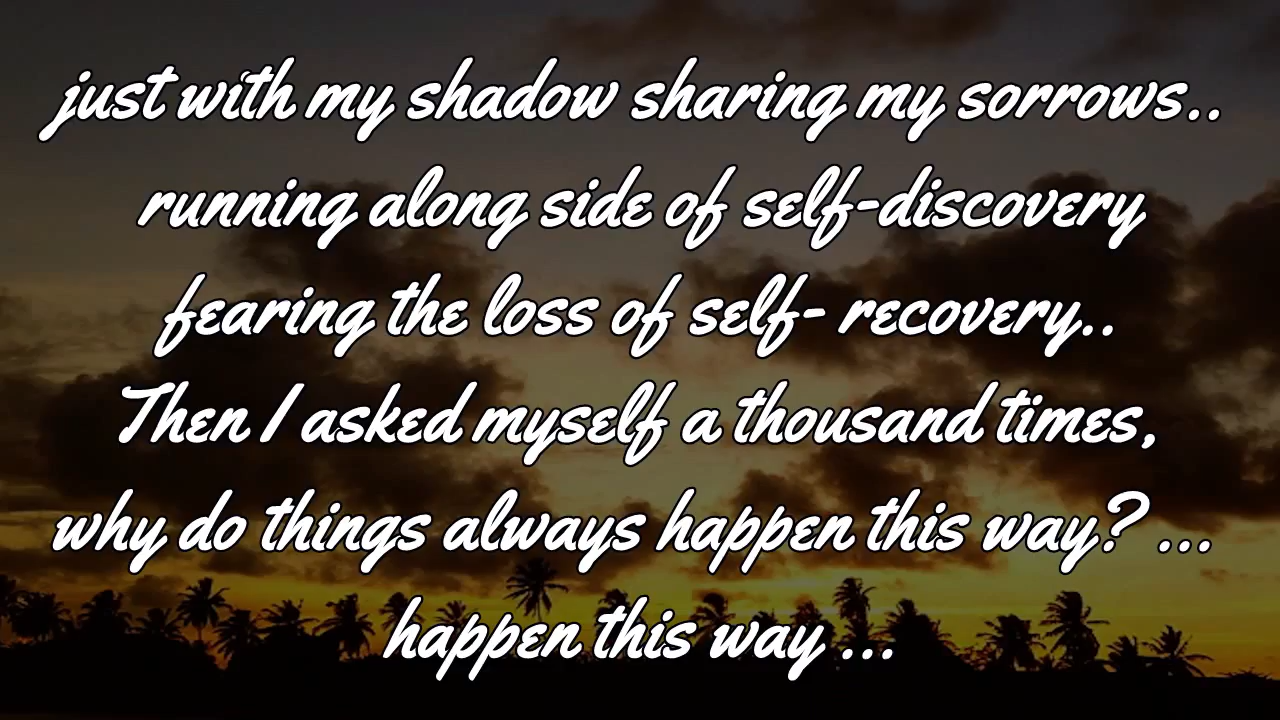 just with my shadow sharing my sorrows..
running along side of self-discovery
fearing the loss of self- recovery..
Then I asked myself a thousand times,
why do things always happen this way? ...
happen this way ...